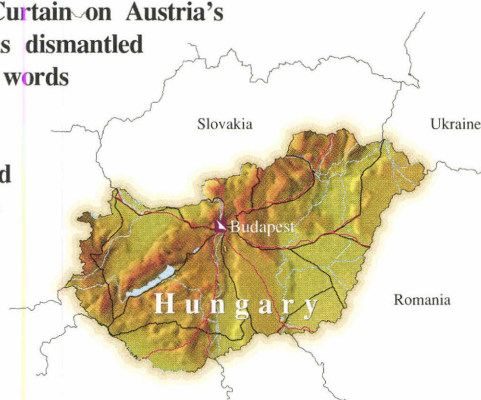 Curtain on Austria's
s dismantled
words
d
Slovakia
Ukraine
Budapest
Hungary
Romania